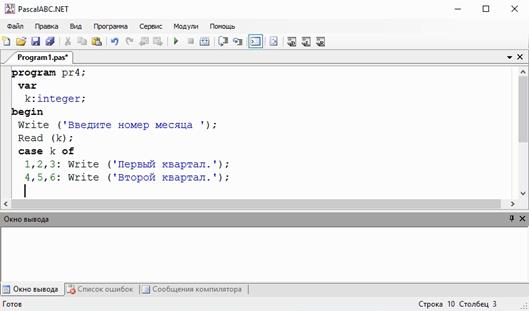 PascalABC.NET
Файл Правка Вид Программа Сервис Модули Помощь
Program1.pas*
program pr4;
var
k:integer;
begin
Write ('Введите номер месяца ');
Read (k);
case k of
1,2,3: Write ('Первый квартал.');
4,5,6: Write ('Второй квартал.');
Окно вывода
Окно вывода Список ошибок Сообщения компилятора
Готов Строка 10 Столбец 3